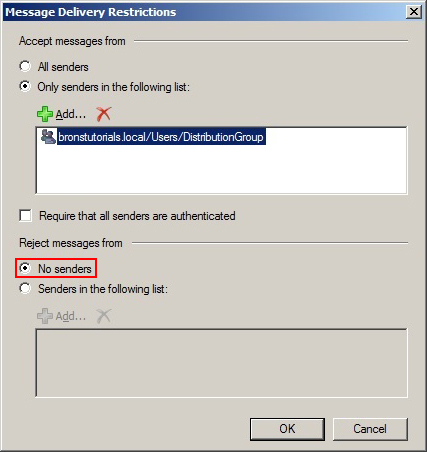 Message Delivery Restrictions
Accept messages from
All senders
Only senders in the following list:
Add...
bronstutorials.local/Users/DistributionGroup
Require that all senders are authenticated
Reject messages from
No senders
Senders in the following list:
Add...
OK
Cancel